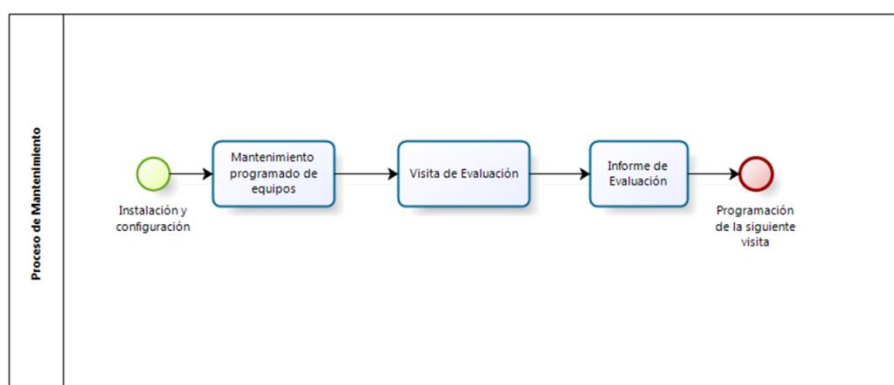 Proceso de Mantenimiento
Instalación y
configuración
Mantenimiento
programado de
equipos
Visita de Evaluación
Informe de
Evaluación
Programación
de la siguiente
visita